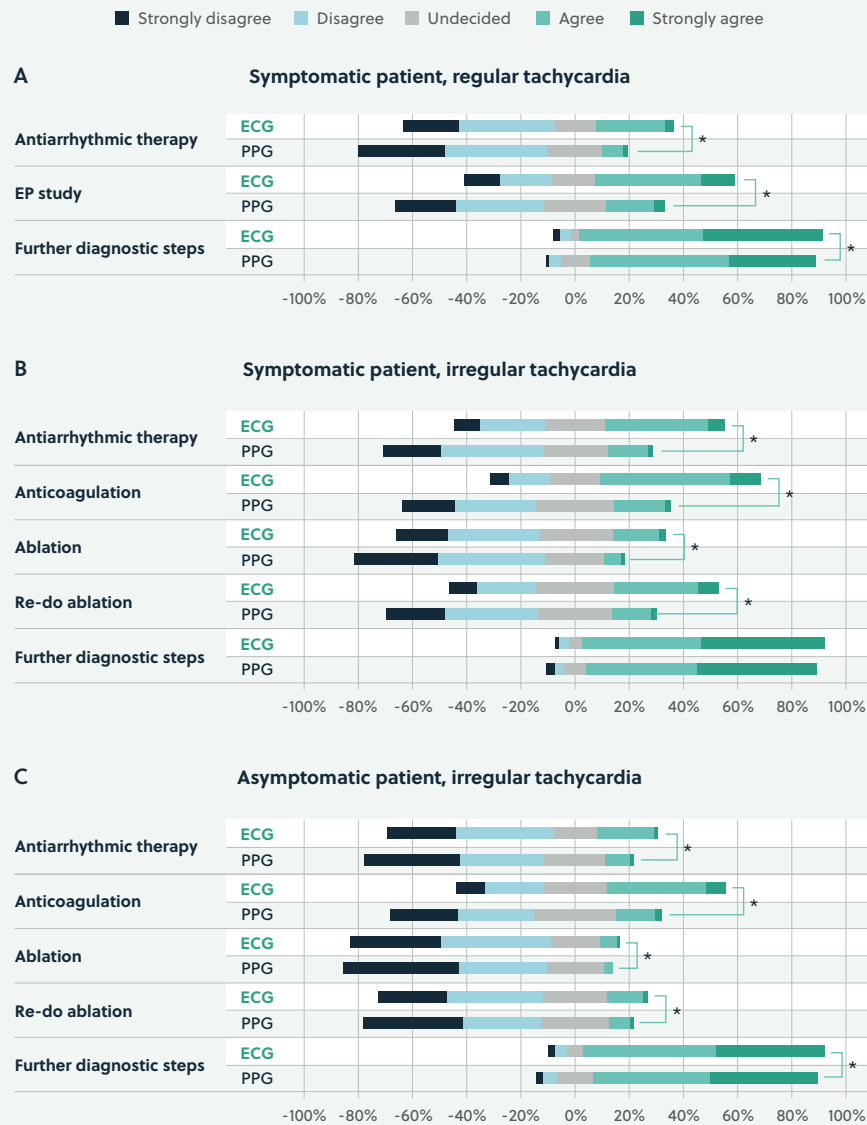 Strongly disagree Disagree Undecided Agree Strongly agree
A Symptomatic patient, regular tachycardia
Antiarrhythmic therapy
ECG
PPG
*
EP study
ECG
PPG
*
Further diagnostic steps
ECG
PPG
*
-100% -80% -60% -40% -20% 0% 20% 40% 60% 80% 100%
B Symptomatic patient, irregular tachycardia
Antiarrhythmic therapy
ECG
PPG
*
Anticoagulation
ECG
PPG
*
Ablation
ECG
PPG
*
Re-do ablation
ECG
PPG
*
Further diagnostic steps
ECG
PPG
-100% -80% -60% -40% -20% 0% 20% 40% 60% 80% 100%
C Asymptomatic patient, irregular tachycardia
Antiarrhythmic therapy
ECG
PPG
*
Anticoagulation
ECG
PPG
*
Ablation
ECG
PPG
*
Re-do ablation
ECG
PPG
*
Further diagnostic steps
ECG
PPG
*
-100% -80% -60% -40% -20% 0% 20% 40% 60% 80% 100%